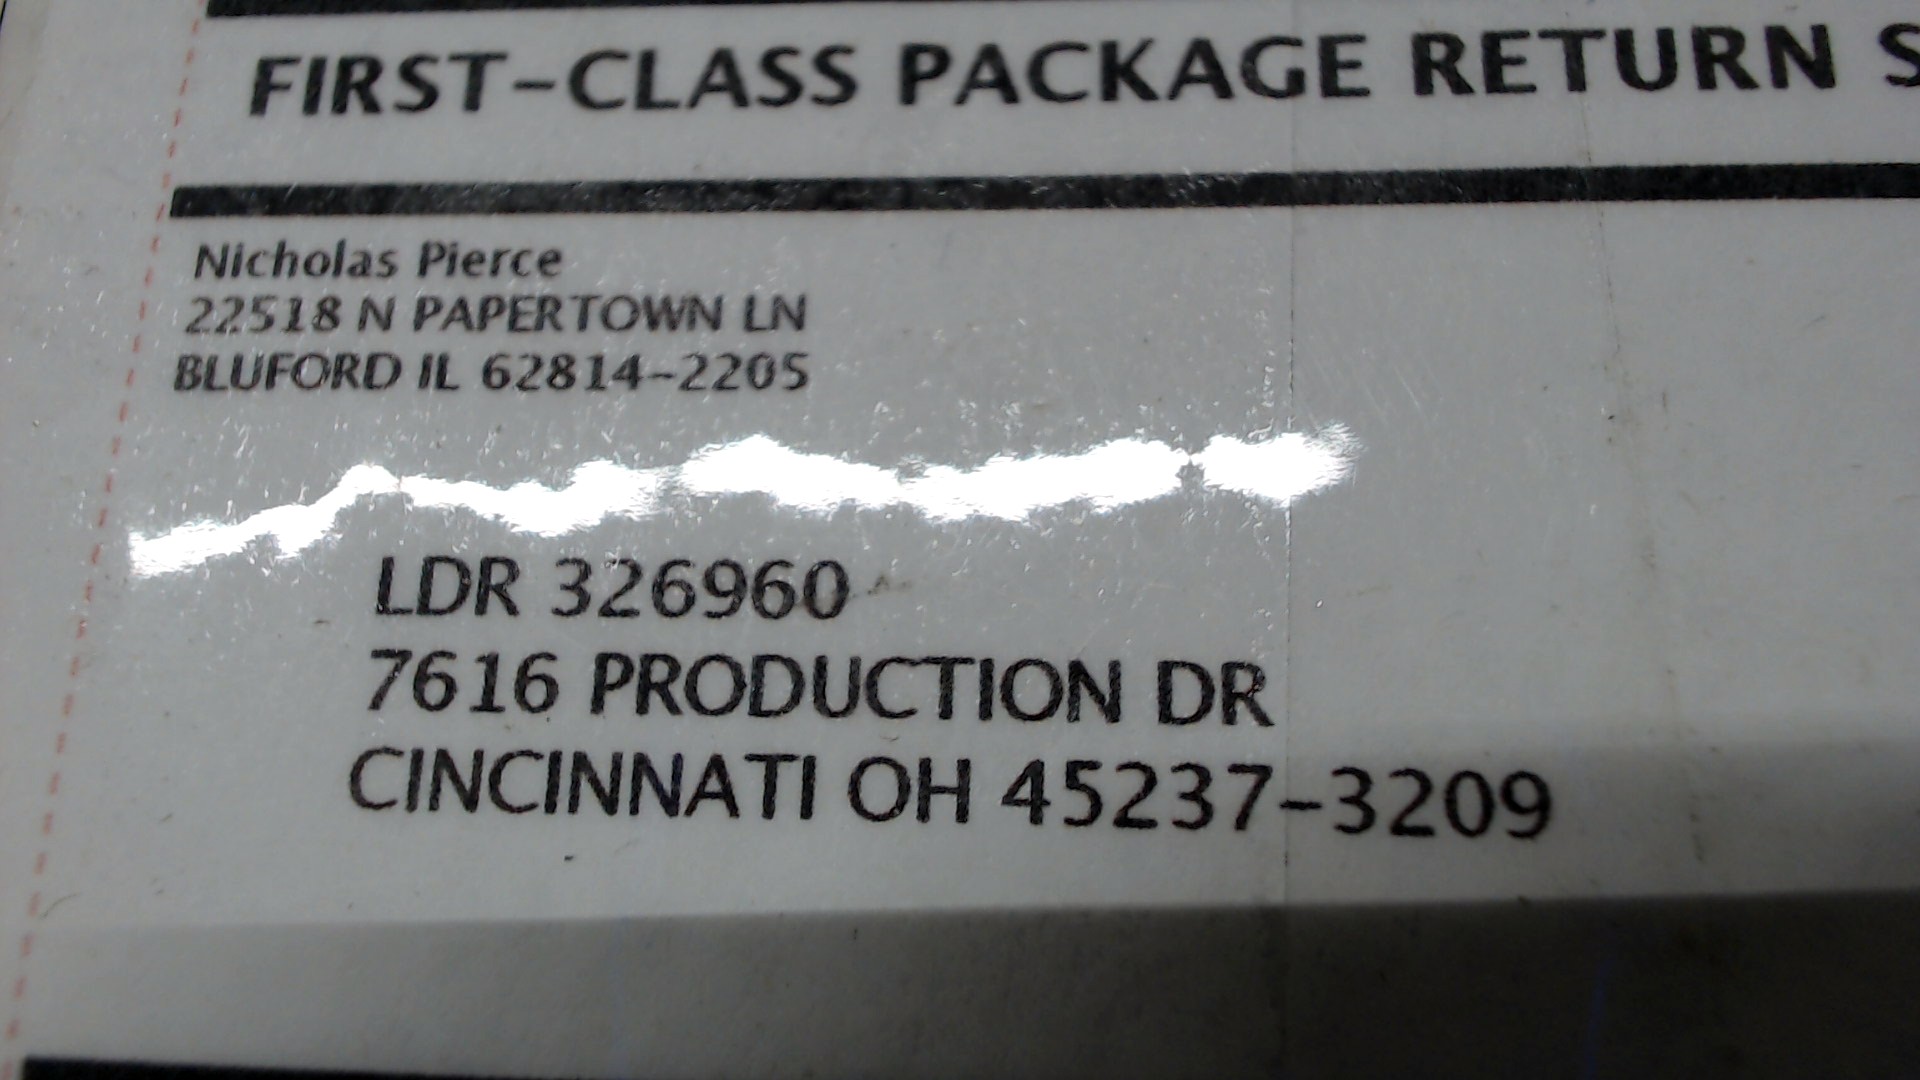 FIRST-CLASS PACKAGE RETURN S
Nicholas Pierce
22518 N PAPERTOWN LN
BLUFORD IL 62814-2205
LDR 326960
7616 PRODUCTION DR
CINCINNATI OH 45237-3209